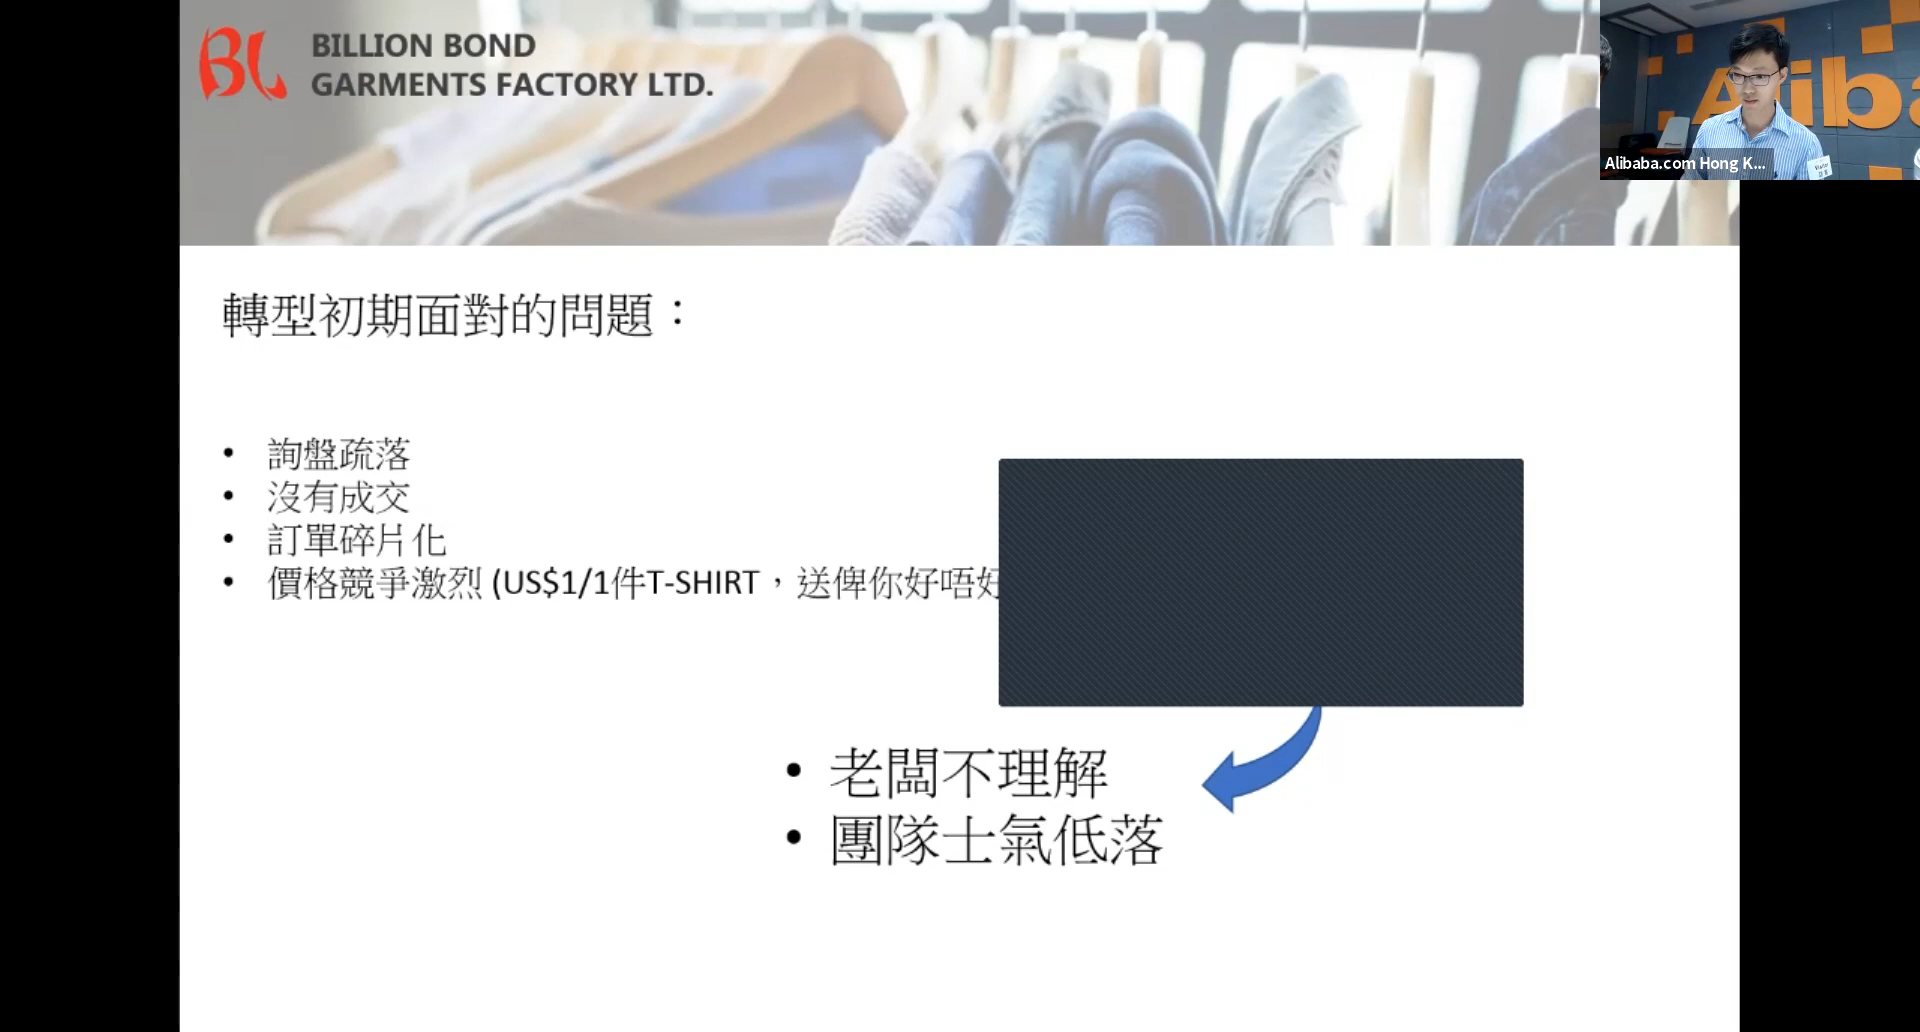 BILLION BOND
GARMENTS FACTORY LTD.
Aliba
Alibaba.com Hong K...
轉型初期面對的問題：
• 詢盤疏落
• 沒有成交
• 訂單碎片化
• 價格競爭激烈 (US$1/1件T-SHIRT，送俾你好唔好
• 老闆不理解
• 團隊士氣低落